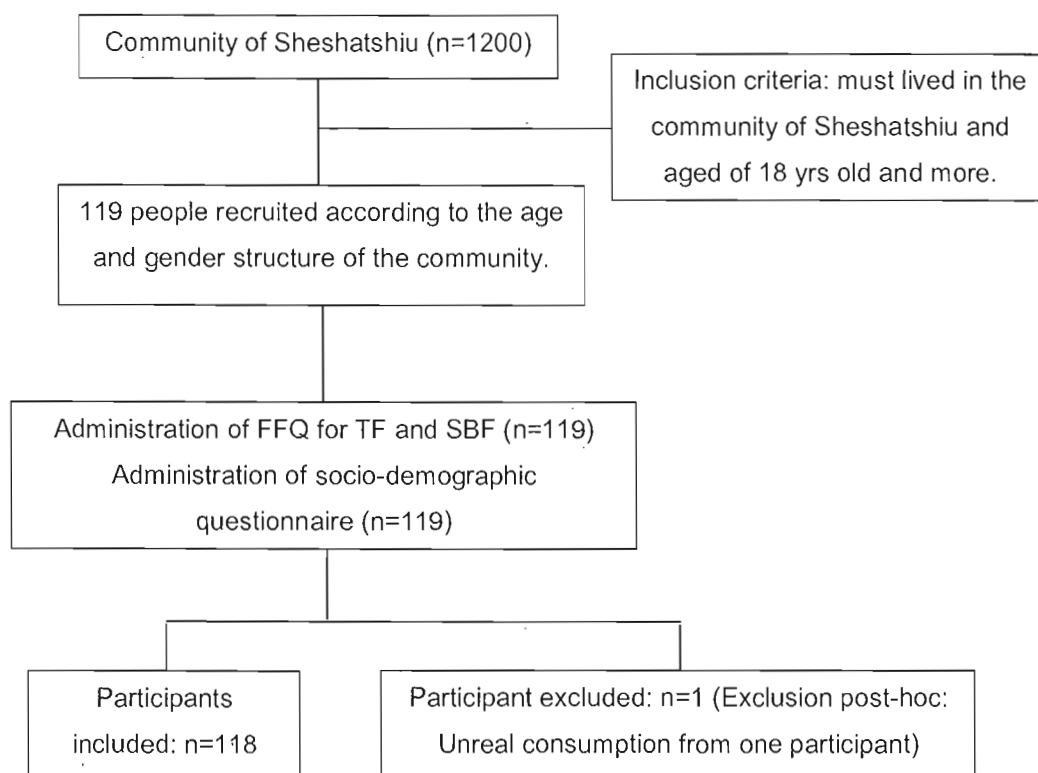 Community of Sheshatshiu (n=1200)
Inclusion criteria: must lived in the
community of Sheshatshiu and
aged of 18 yrs old and more.
119 people recruited according to the age
and gender structure of the community.
Administration of FFQ for TF and SBF (n=119)
Administration of socio-demographic
questionnaire (n=119)
Participants
included: n=118
Participant excluded: n=1 (Exclusion post-hoc:
Unreal consumption from one participant)